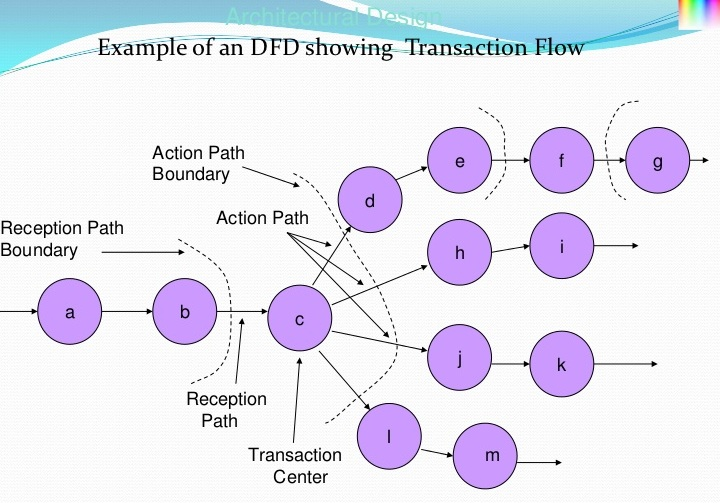 Architectural Design
Example of an DFD showing Transaction Flow
Action Path
Boundary
Action Path
Reception Path
Boundary
a
b
c
d
e
f
g
h
i
j
k
l
m
Reception
Path
Transaction
Center